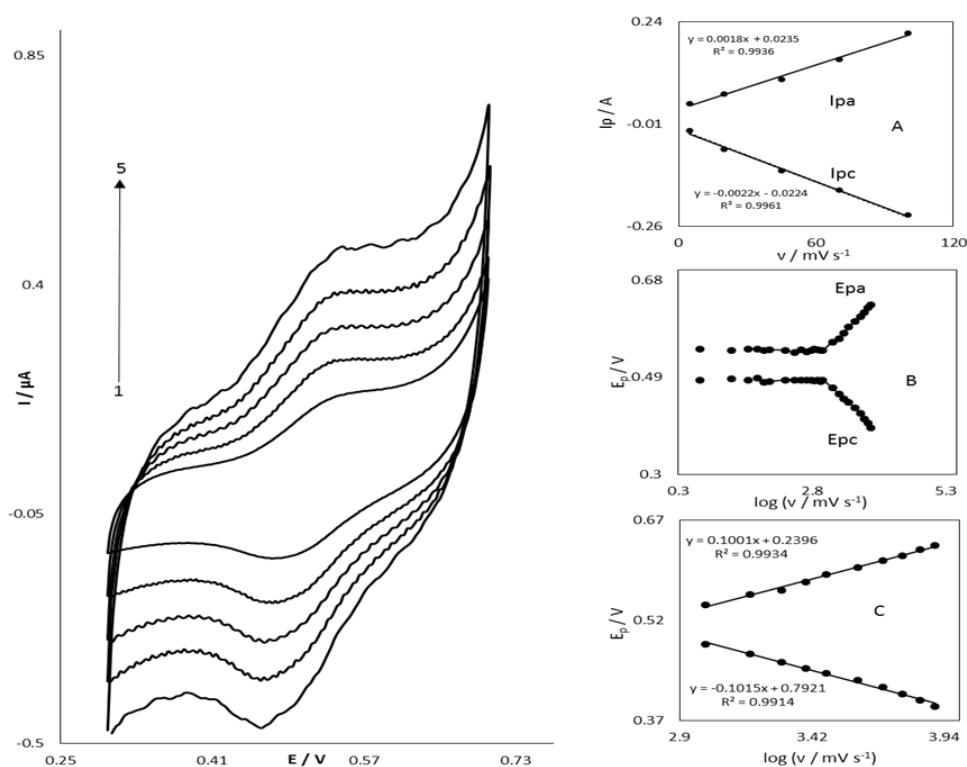 0.85
0.4
-0.05
-0.5
I / µA
5
1
0.25
0.41
E / V
0.57
0.73
0.24
-0.01
-0.26
Ip / A
y = 0.0018x + 0.0235
R² = 0.9936
Ipa
A
Ipc
y = -0.0022x - 0.0224
R² = 0.9961
0
60
120
v / mV s⁻¹
0.68
0.49
0.3
Eₚ / V
Epa
B
Epc
0.3
2.8
5.3
log (v / mV s⁻¹)
0.67
0.52
0.37
Eₚ / V
y = 0.1001x + 0.2396
R² = 0.9934
C
y = -0.1015x + 0.7921
R² = 0.9914
2.9
3.42
3.94
log (v / mV s⁻¹)